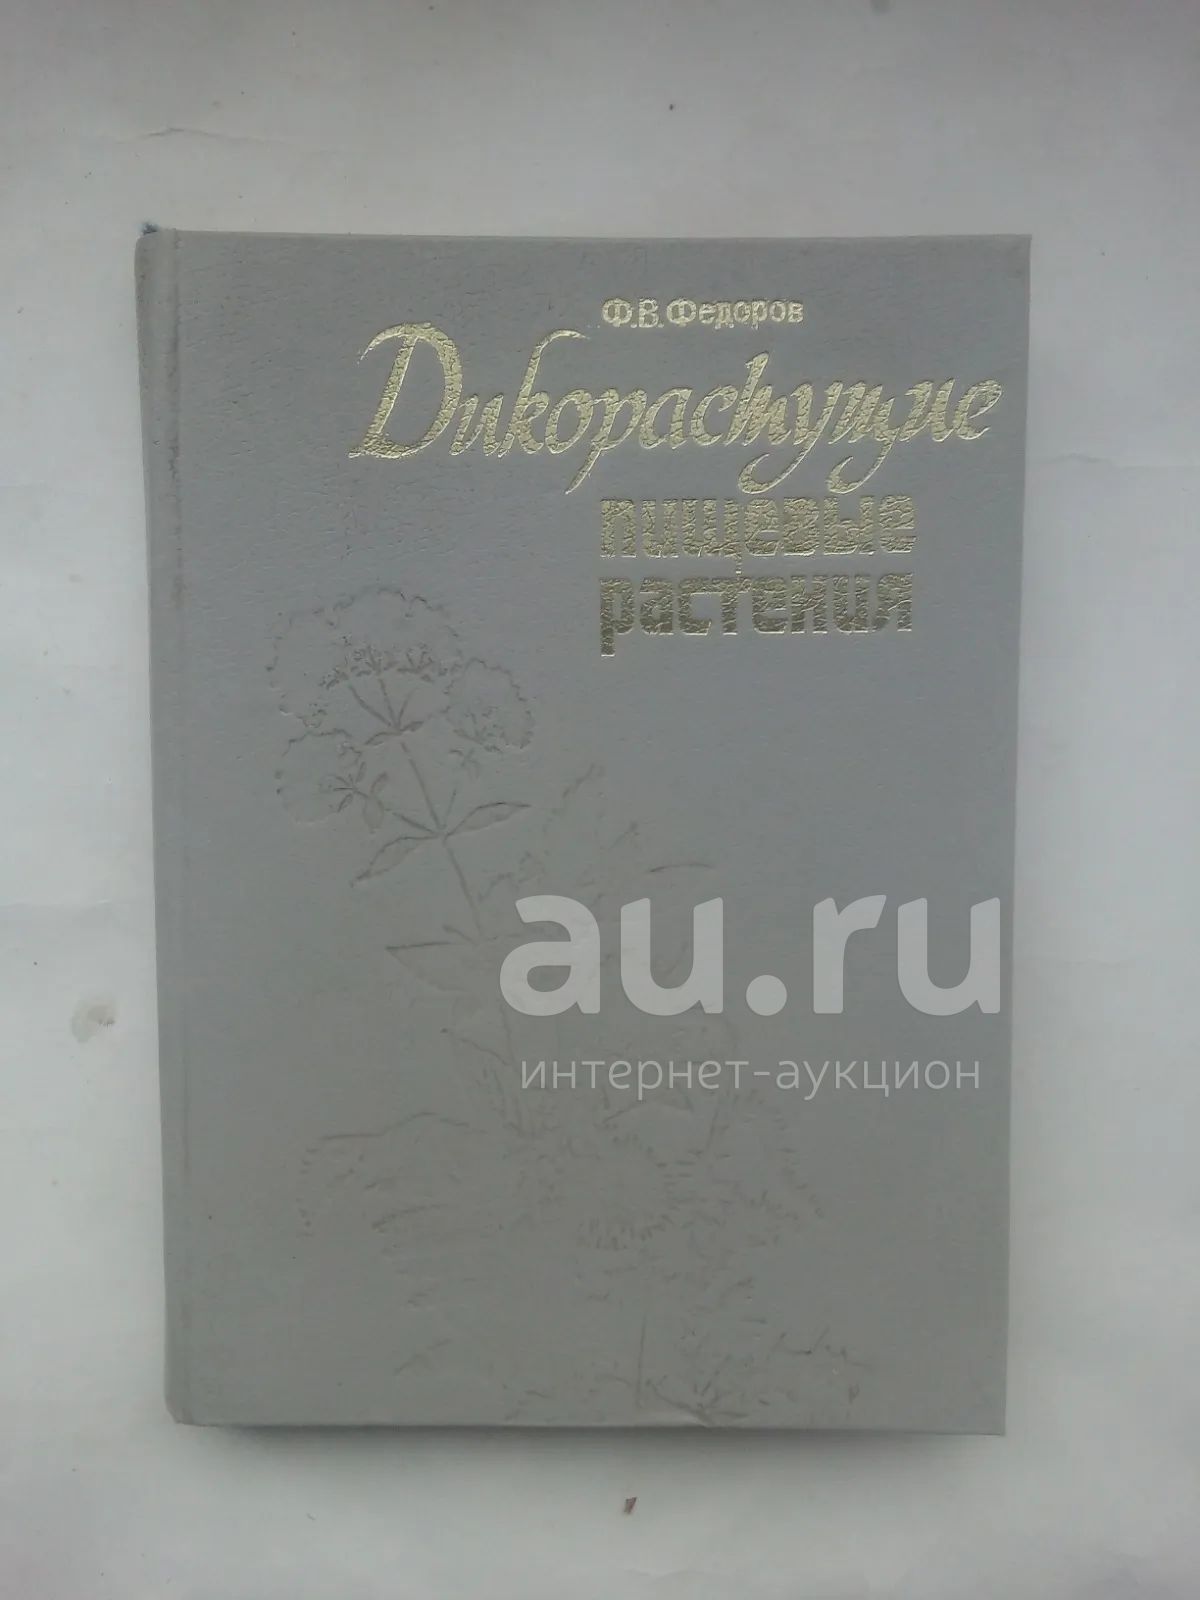 Ф.В.Федоров
Дикорастущие
пищевые
растения
au.ru
интернет-аукцион